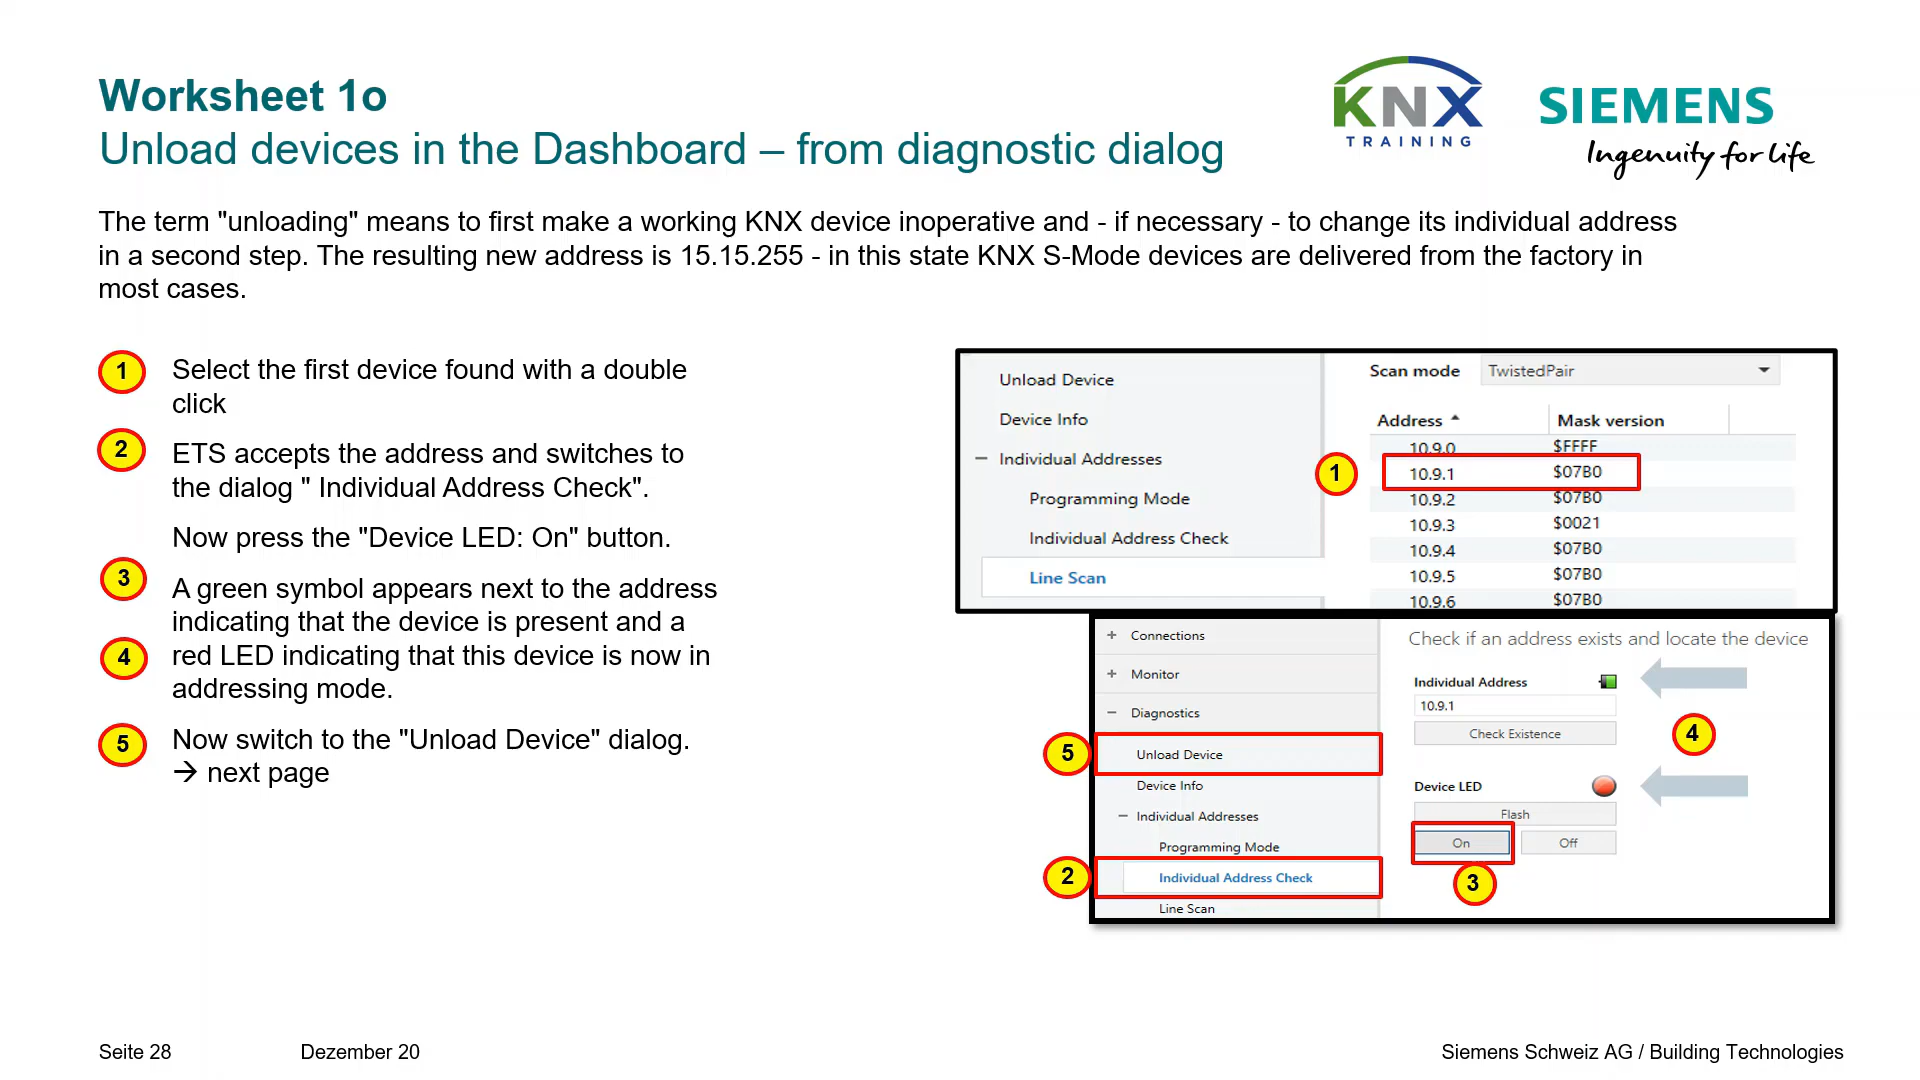 Worksheet 1o
Unload devices in the Dashboard – from diagnostic dialog
KNX
TRAINING
SIEMENS
Ingenuity for life
The term "unloading" means to first make a working KNX device inoperative and - if necessary - to change its individual address
in a second step. The resulting new address is 15.15.255 - in this state KNX S-Mode devices are delivered from the factory in
most cases.
1 Select the first device found with a double
click
2 ETS accepts the address and switches to
the dialog " Individual Address Check".
Now press the "Device LED: On" button.
3 A green symbol appears next to the address
indicating that the device is present and a
4 red LED indicating that this device is now in
addressing mode.
5 Now switch to the "Unload Device" dialog.
→ next page
Unload Device
Device Info
− Individual Addresses
Programming Mode
Individual Address Check
Line Scan
Scan mode TwistedPair
Address Mask version
10.9.0 $FFFF
1 10.9.1 $07B0
10.9.2 $07B0
10.9.3 $0021
10.9.4 $07B0
10.9.5 $07B0
10.9.6 $07B0
+ Connections
+ Monitor
− Diagnostics
5 Unload Device
Device Info
− Individual Addresses
Programming Mode
2 Individual Address Check
Line Scan
Check if an address exists and locate the device
Individual Address
10.9.1
Check Existence
4
Device LED
Flash
On Off
3
Seite 28 Dezember 20 Siemens Schweiz AG / Building Technologies